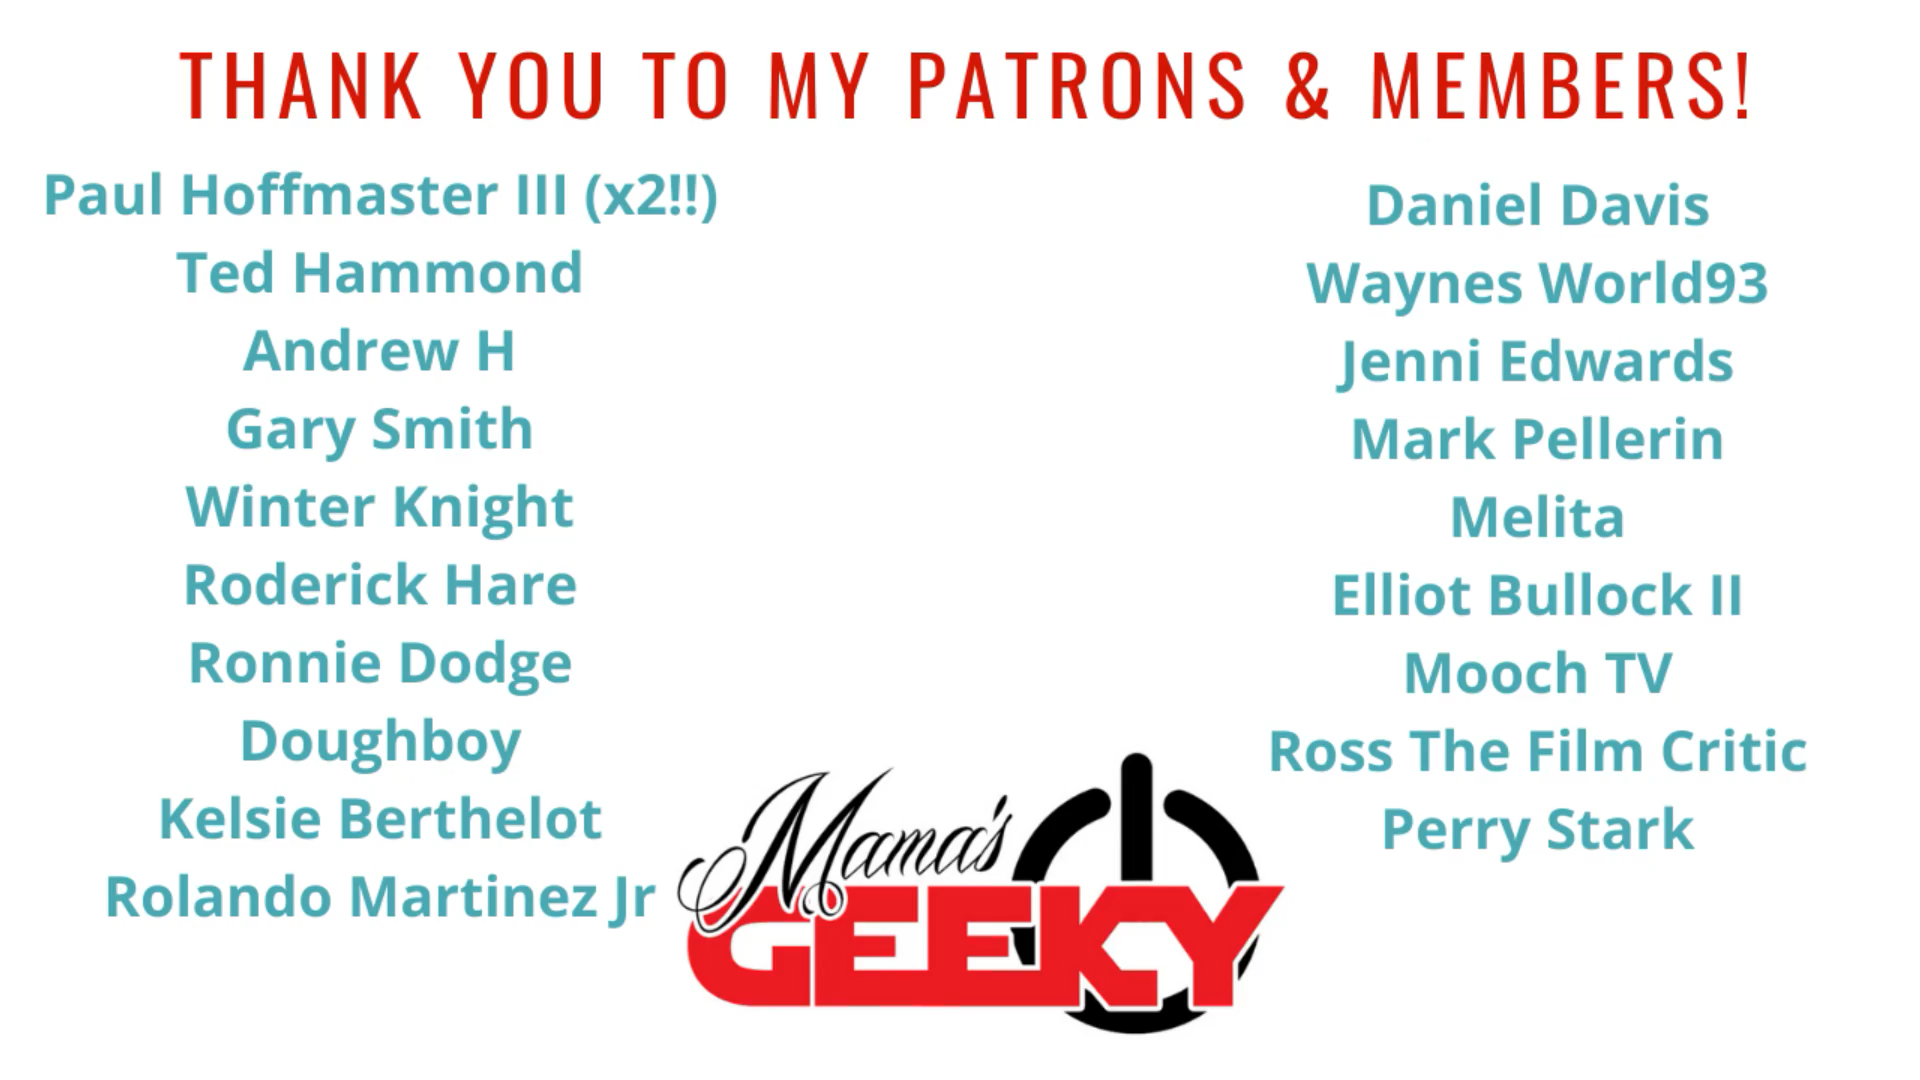 THANK YOU TO MY PATRONS & MEMBERS!
Paul Hoffmaster III (x2!!)
Ted Hammond
Andrew H
Gary Smith
Winter Knight
Roderick Hare
Ronnie Dodge
Doughboy
Kelsie Berthelot
Rolando Martinez Jr
Daniel Davis
Waynes World93
Jenni Edwards
Mark Pellerin
Melita
Elliot Bullock II
Mooch TV
Ross The Film Critic
Perry Stark
Mama's
GEEKY